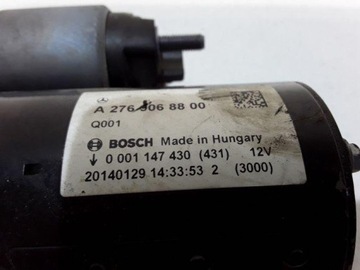 A 276 906 88 00
Q001
BOSCH Made in Hungary
↓ 0 001 147 430 (431) 12V
20140129 14:33:53 2 (3000)